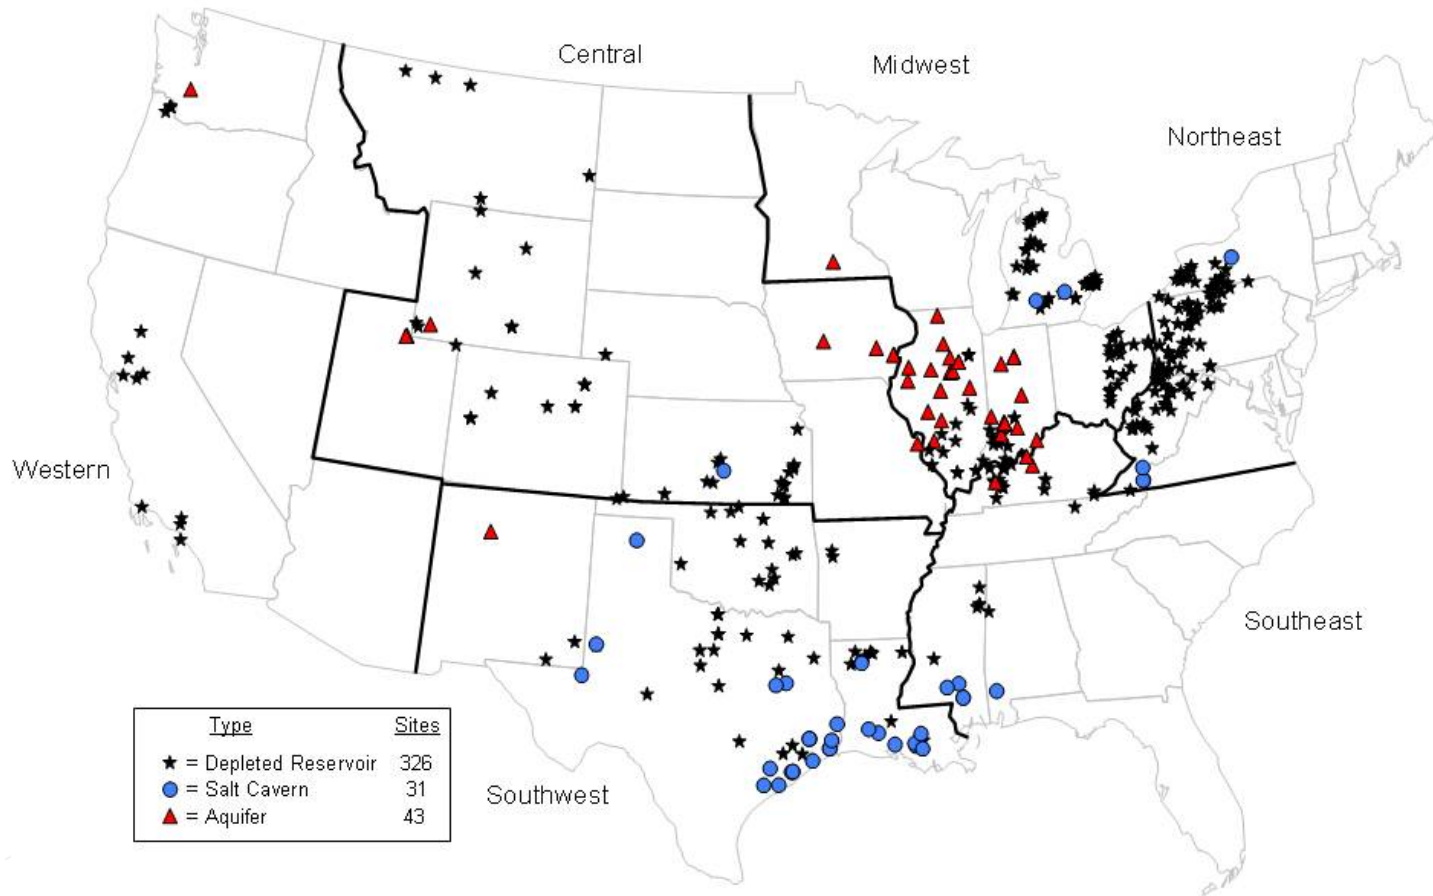 Central
Midwest
Northeast
Western
Southeast
Southwest
Type Sites
= Depleted Reservoir 326
= Salt Cavern 31
= Aquifer 43